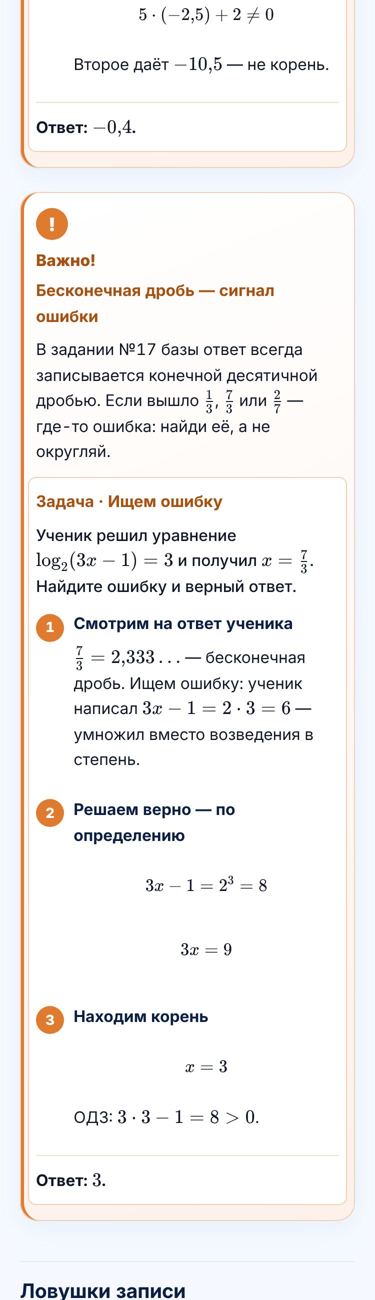 5 · (−2,5) + 2 ≠ 0
Второе даёт −10,5 — не корень.
Ответ: −0,4.
!
Важно!
Бесконечная дробь — сигнал
ошибки
В задании №17 базы ответ всегда
записывается конечной десятичной
дробью. Если вышло 1/3, 7/3 или 2/7 —
где-то ошибка: найди её, а не
округляй.
Задача · Ищем ошибку
Ученик решил уравнение
log₂(3x − 1) = 3 и получил x = 7/3.
Найдите ошибку и верный ответ.
1 Смотрим на ответ ученика
7/3 = 2,333 . . . — бесконечная
дробь. Ищем ошибку: ученик
написал 3x − 1 = 2 · 3 = 6 —
умножил вместо возведения в
степень.
2 Решаем верно — по
определению
3x − 1 = 2³ = 8
3x = 9
3 Находим корень
x = 3
ОДЗ: 3 · 3 − 1 = 8 > 0.
Ответ: 3.
Ловушки записи